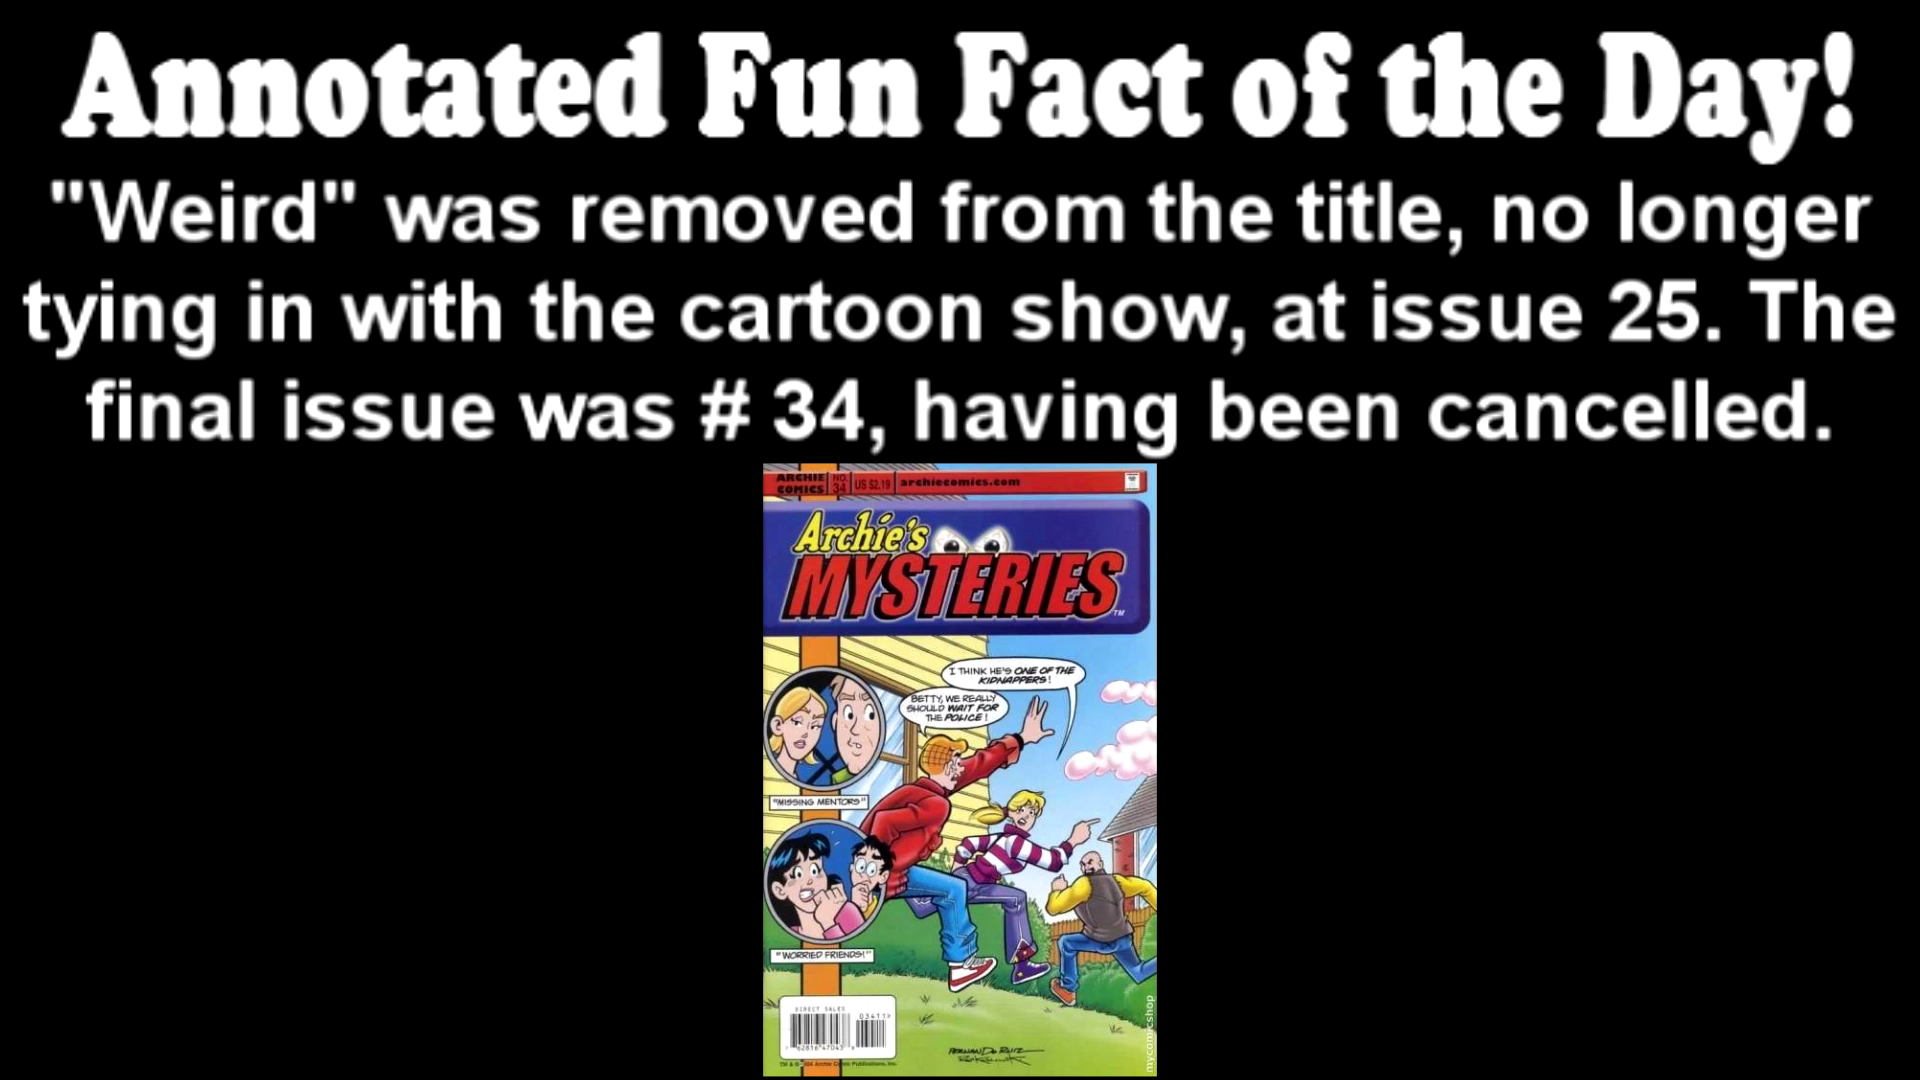 Annotated Fun Fact of the Day!
"Weird" was removed from the title, no longer
tying in with the cartoon show, at issue 25. The
final issue was # 34, having been cancelled.
ARCHIE COMICS NO. 34 US $2.19 archiecomics.com
Archie's
MYSTERIES
TM
I THINK HE'S ONE OF THE
KIDNAPPERS!
BETTY, WE REALLY
SHOULD WAIT FOR
THE POLICE!
"MISSING MENTORS"
"WORRIED FRIENDS!"
DIRECT SALES
03411
mycomicshop